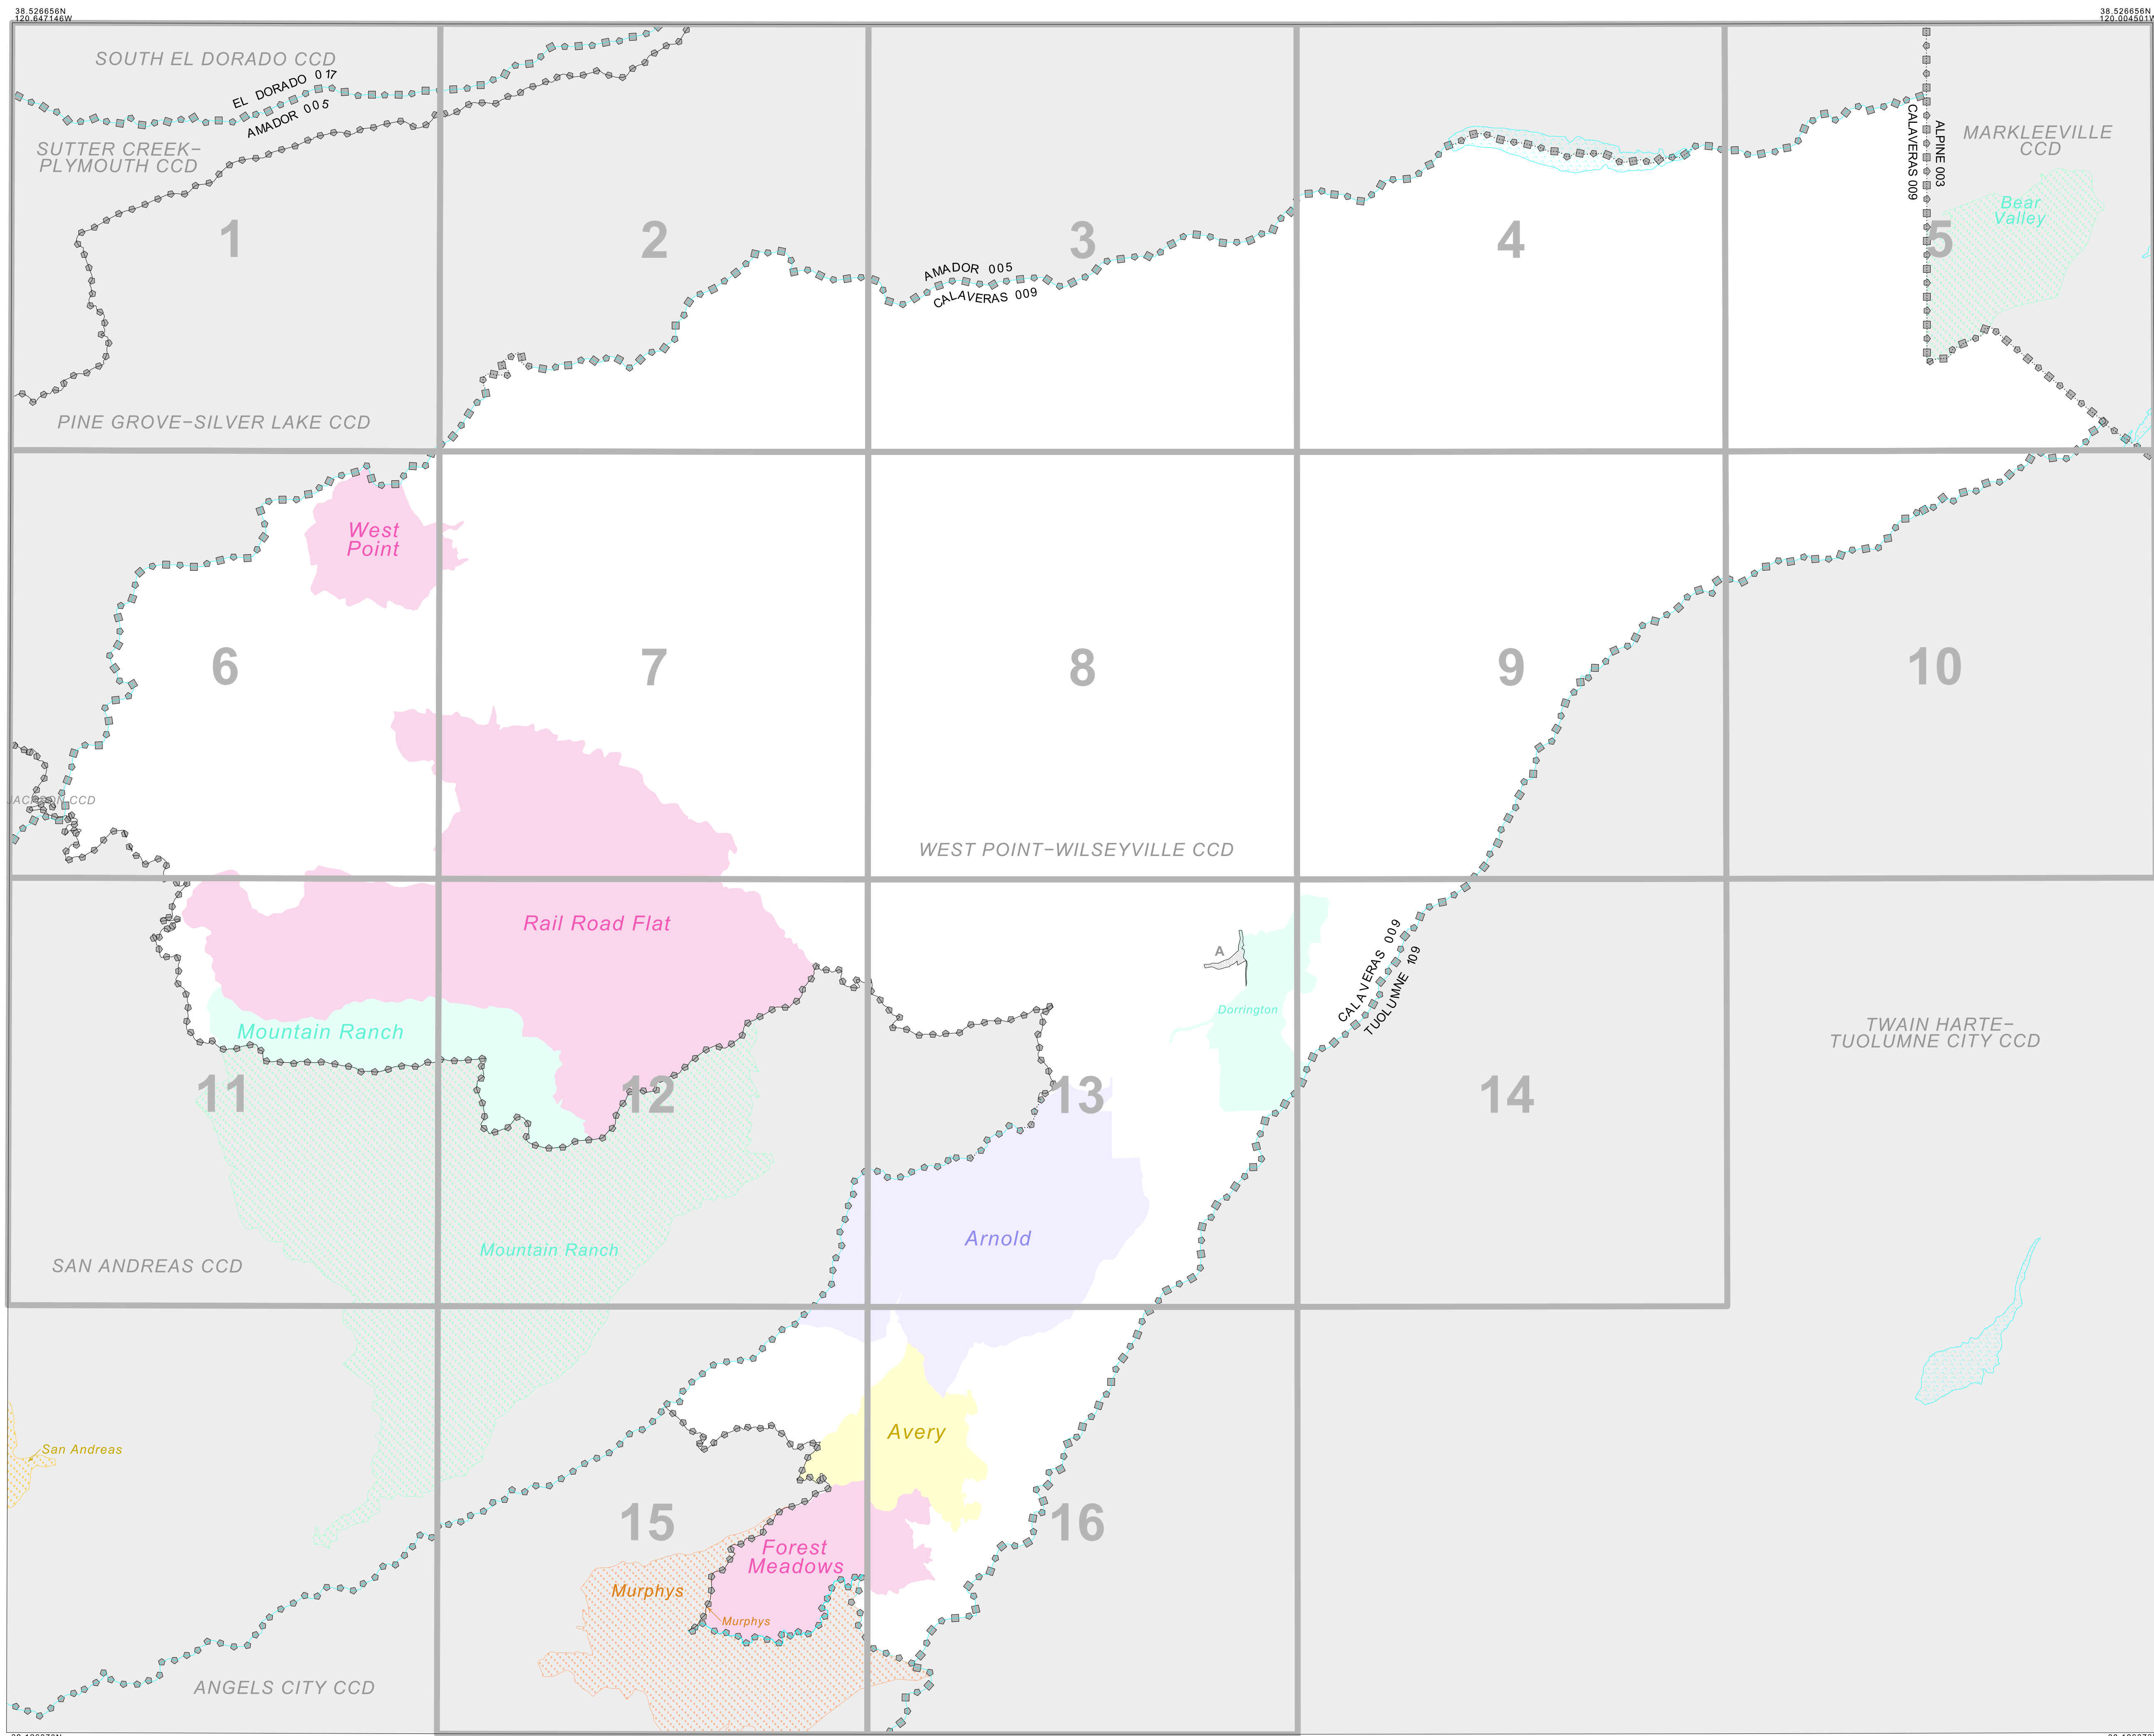 38.526656N
120.647146W
38.526656N
120.004501W
SOUTH EL DORADO CCD
EL DORADO 017
AMADOR 005
SUTTER CREEK-
PLYMOUTH CCD
ALPINE 003
CALAVERAS 009
MARKLEEVILLE
CCD
Bear
Valley
1
2
3
4
5
AMADOR 005
CALAVERAS 009
PINE GROVE-SILVER LAKE CCD
West
Point
6
7
8
9
10
JACKSON CCD
WEST POINT-WILSEYVILLE CCD
Rail Road Flat
A
CALAVERAS 009
TUOLUMNE 109
Dorrington
Mountain Ranch
TWAIN HARTE-
TUOLUMNE CITY CCD
11
12
13
14
Arnold
Mountain Ranch
SAN ANDREAS CCD
Avery
San Andreas
15
16
Forest
Meadows
Murphys
Murphys
ANGELS CITY CCD